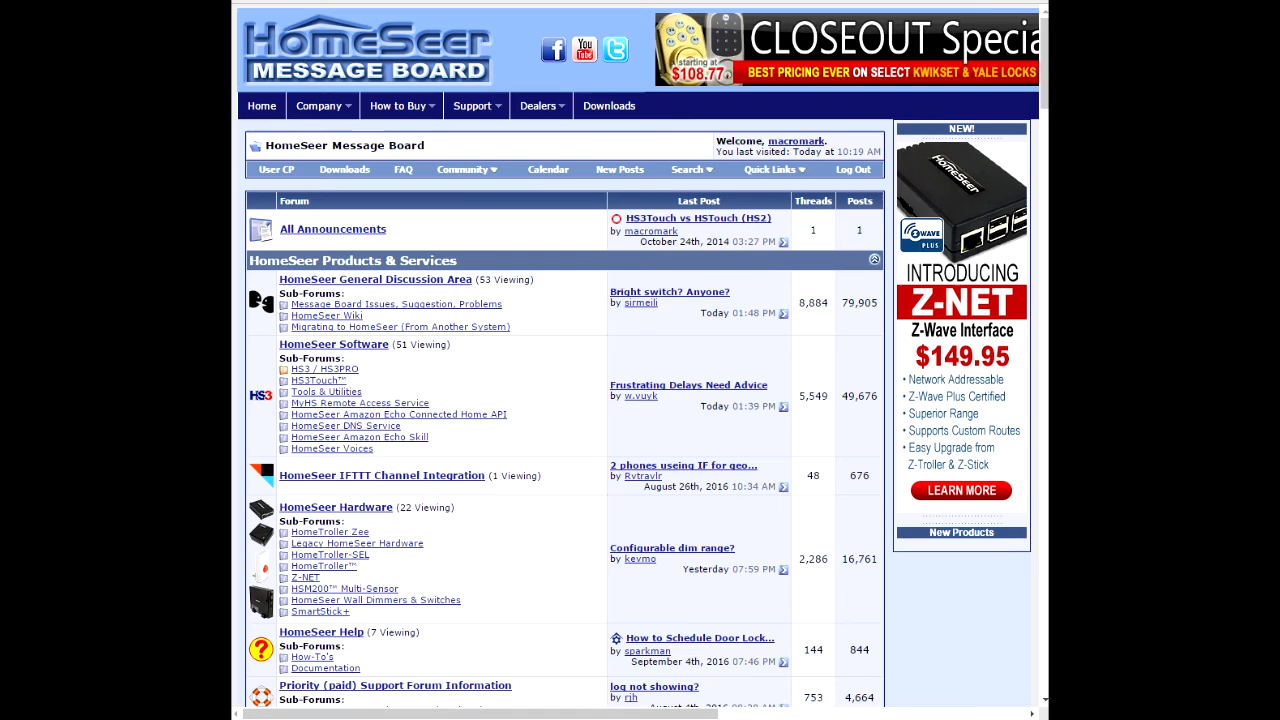 HomeSeer
MESSAGE BOARD
f
You
Tube
starting at
$108.77
CLOSEOUT Specia
BEST PRICING EVER ON SELECT KWIKSET & YALE LOCKS
Home Company How to Buy Support Dealers Downloads
HomeSeer Message Board
Welcome, macromark.
You last visited: Today at 10:19 AM
User CP Downloads FAQ Community Calendar New Posts Search Quick Links Log Out
Forum Last Post Threads Posts
All Announcements
HS3Touch vs HSTouch (HS2)
by macromark
October 24th, 2014 03:27 PM
1 1
HomeSeer Products & Services
HomeSeer General Discussion Area (53 Viewing)
Sub-Forums:
Message Board Issues, Suggestion, Problems
HomeSeer Wiki
Migrating to HomeSeer (From Another System)
Bright switch? Anyone?
by sirmeili
Today 01:48 PM
8,884 79,905
HomeSeer Software (51 Viewing)
Sub-Forums:
HS3 / HS3PRO
HS3Touch™
Tools & Utilities
MyHS Remote Access Service
HomeSeer Amazon Echo Connected Home API
HomeSeer DNS Service
HomeSeer Amazon Echo Skill
HomeSeer Voices
HS3
Frustrating Delays Need Advice
by w.vuyk
Today 01:39 PM
5,549 49,676
HomeSeer IFTTT Channel Integration (1 Viewing)
2 phones useing IF for geo...
by Rvtravlr
August 26th, 2016 10:34 AM
48 676
HomeSeer Hardware (22 Viewing)
Sub-Forums:
HomeTroller Zee
Legacy HomeSeer Hardware
HomeTroller-SEL
HomeTroller™
Z-NET
HSM200™ Multi-Sensor
HomeSeer Wall Dimmers & Switches
SmartStick+
Configurable dim range?
by kevmo
Yesterday 07:59 PM
2,286 16,761
HomeSeer Help (7 Viewing)
Sub-Forums:
How-To's
Documentation
?
How to Schedule Door Lock...
by sparkman
September 4th, 2016 07:46 PM
144 844
Priority (paid) Support Forum Information
Sub-Forums:
log not showing?
by rjh
753 4,664
NEW!
HomeSeer
Z WAVE
PLUS
INTRODUCING
Z-NET
Z-Wave Interface
$149.95
• Network Addressable
• Z-Wave Plus Certified
• Superior Range
• Supports Custom Routes
• Easy Upgrade from
Z-Troller & Z-Stick
LEARN MORE
New Products